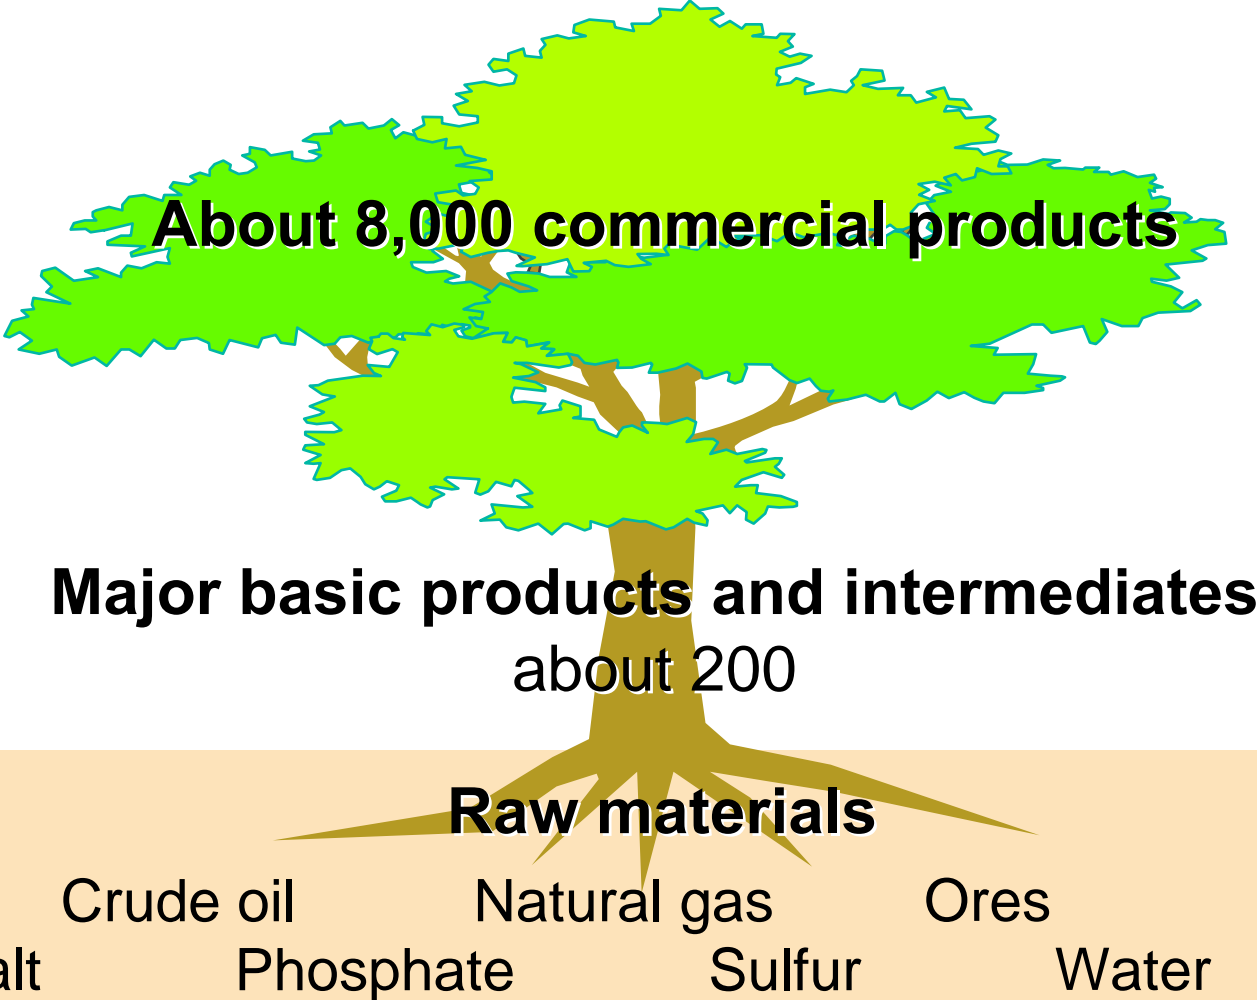 About 8,000 commercial products
Major basic products and intermediates
about 200
Raw materials
Crude oil Natural gas Ores
alt Phosphate Sulfur Water